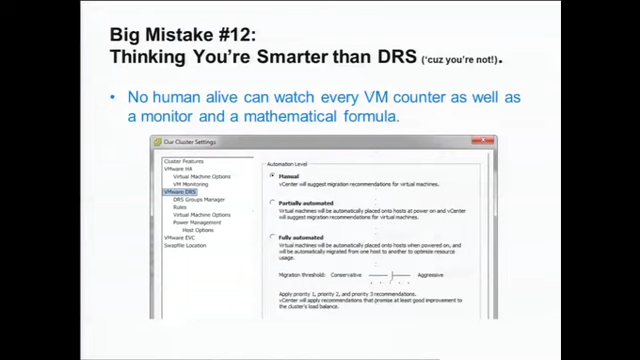 Big Mistake #12:
Thinking You're Smarter than DRS ('cuz you're not!).
• No human alive can watch every VM counter as well as
a monitor and a mathematical formula.
Our Cluster Settings
Cluster Features
VMware HA
Virtual Machine Options
VM Monitoring
VMware DRS
DRS Groups Manager
Rules
Virtual Machine Options
Power Management
Host Options
VMware EVC
Swapfile Location
Automation Level
Manual
vCenter will suggest migration recommendations for virtual machines.
Partially automated
Virtual machines will be automatically placed onto hosts at power on and vCenter
will suggest migration recommendations for virtual machines.
Fully automated
Virtual machines will be automatically placed onto hosts when powered on, and will be
automatically migrated from one host to another to optimize resource
usage.
Migration threshold: Conservative Aggressive
Apply priority 1, priority 2, and priority 3 recommendations.
vCenter will apply recommendations that promise at least good improvement to
the cluster's load balance.